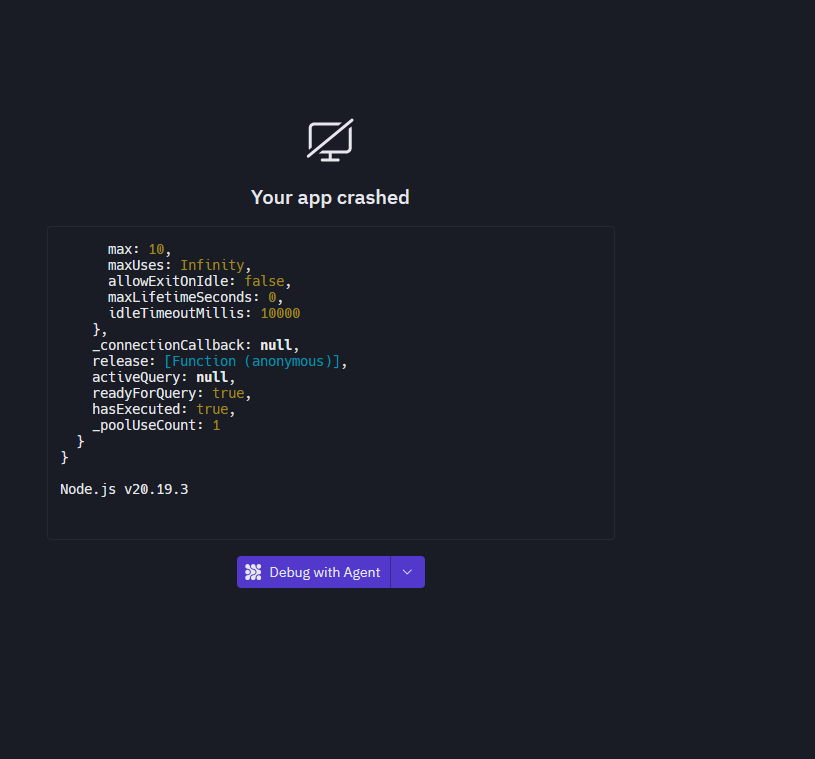 Your app crashed
max: 10,
maxUses: Infinity,
allowExitOnIdle: false,
maxLifetimeSeconds: 0,
idleTimeoutMillis: 10000
},
_connectionCallback: null,
release: [Function (anonymous)],
activeQuery: null,
readyForQuery: true,
hasExecuted: true,
_poolUseCount: 1
}
}
Node.js v20.19.3
Debug with Agent